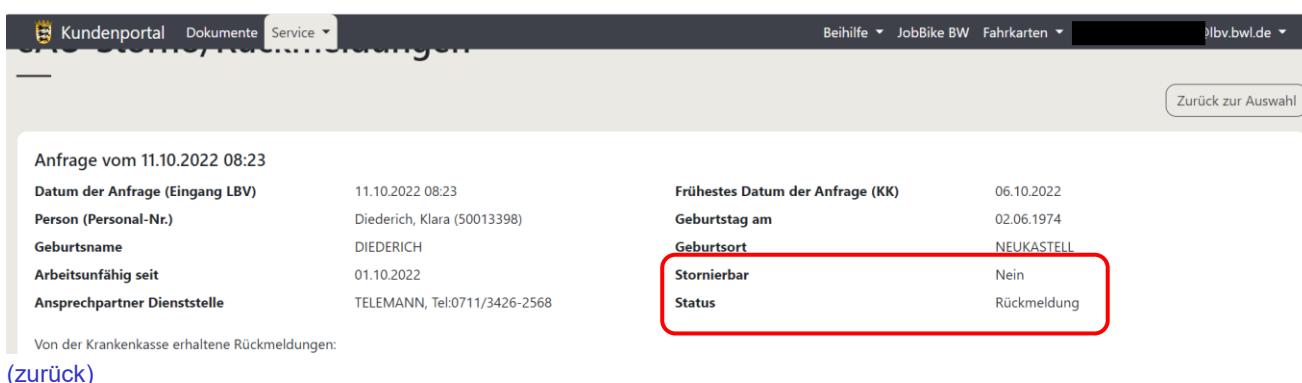 Kundenportal Dokumente Service Beihilfe JobBike BW Fahrkarten @lbv.bwl.de
eAU-Storno/Rückmeldungen
Zurück zur Auswahl
Anfrage vom 11.10.2022 08:23
Datum der Anfrage (Eingang LBV) 11.10.2022 08:23 Frühestes Datum der Anfrage (KK) 06.10.2022
Person (Personal-Nr.) Diederich, Klara (50013398) Geburtstag am 02.06.1974
Geburtsname DIEDERICH Geburtsort NEUKASTELL
Arbeitsunfähig seit 01.10.2022 Stornierbar Nein
Ansprechpartner Dienststelle TELEMANN, Tel:0711/3426-2568 Status Rückmeldung
Von der Krankenkasse erhaltene Rückmeldungen:
(zurück)